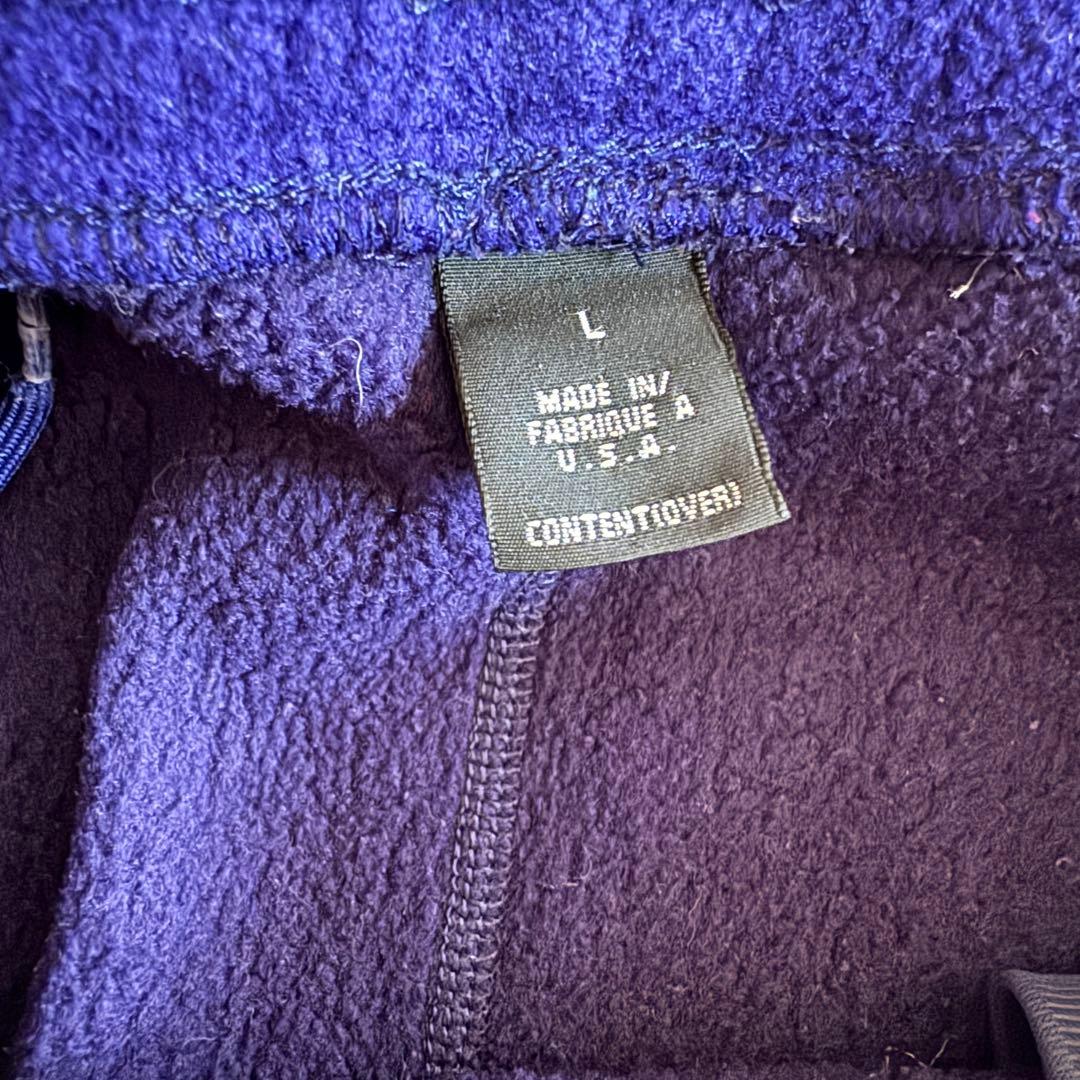 L
MADE IN/
FABRIQUE A
U.S.A.
CONTENT(OVER)